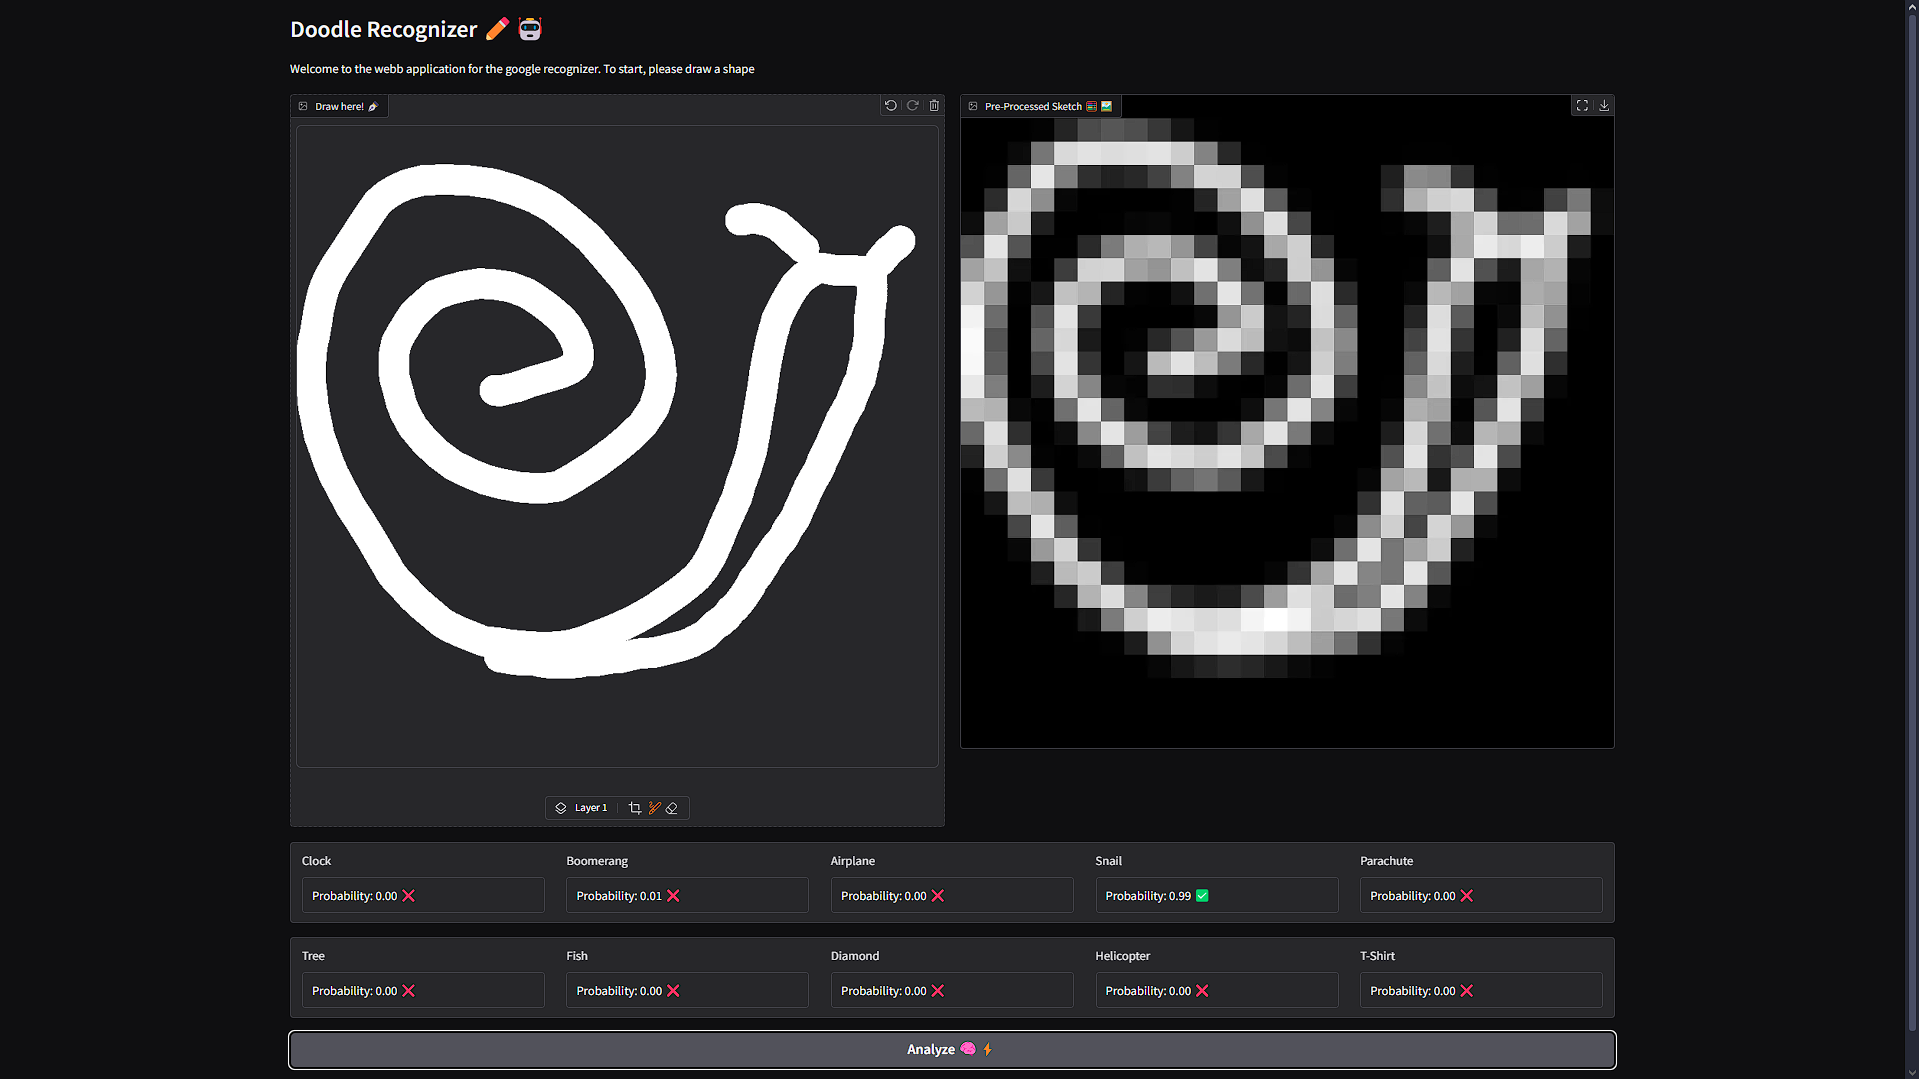 Doodle Recognizer ✏️ 🤖
Welcome to the webb application for the google recognizer. To start, please draw a shape
Draw here! 🖋️
Pre-Processed Sketch 🧮 🖼️
Layer 1
Clock Boomerang Airplane Snail Parachute
Probability: 0.00 ❌ Probability: 0.01 ❌ Probability: 0.00 ❌ Probability: 0.99 ✅ Probability: 0.00 ❌
Tree Fish Diamond Helicopter T-Shirt
Probability: 0.00 ❌ Probability: 0.00 ❌ Probability: 0.00 ❌ Probability: 0.00 ❌ Probability: 0.00 ❌
Analyze 🧠⚡